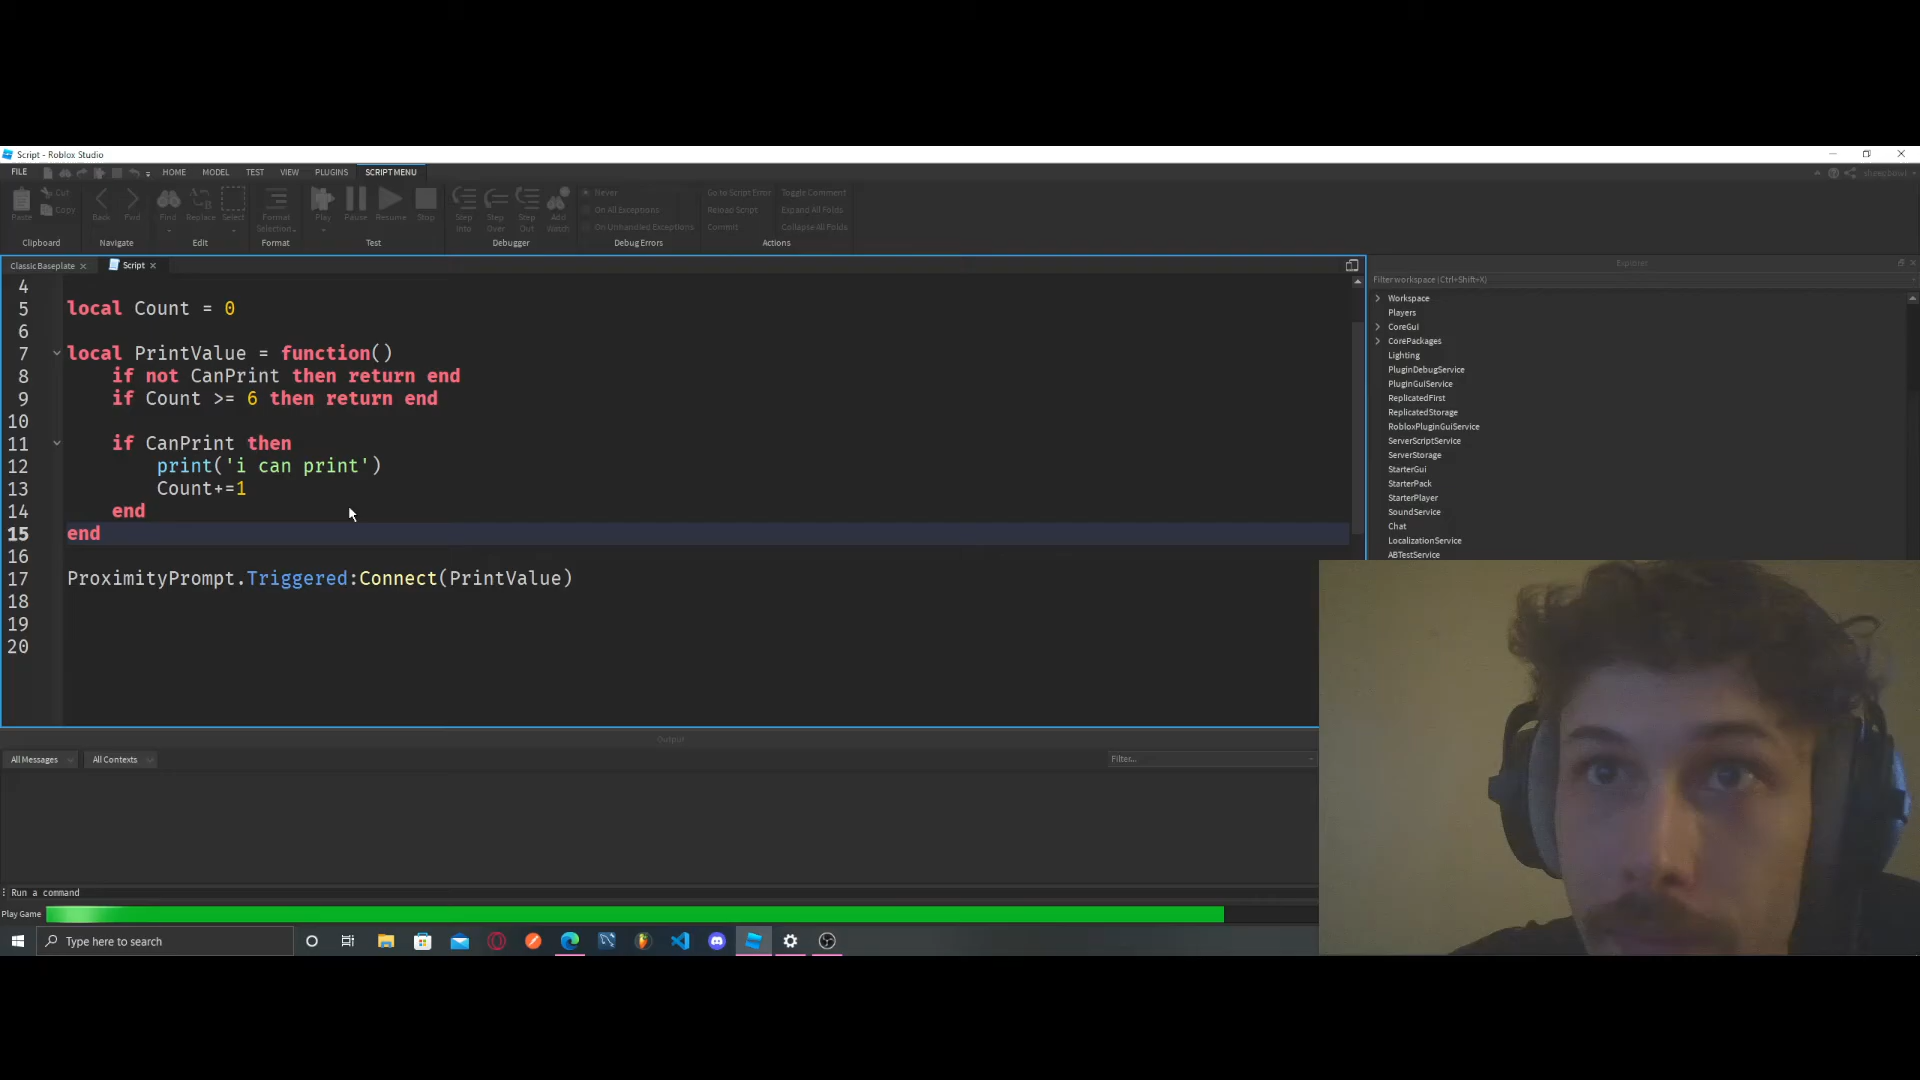 Script - Roblox Studio
FILE
HOME
MODEL
TEST
VIEW
PLUGINS
SCRIPT MENU
sheepbowl
Paste
Cut
Copy
Back
Fwd
Find
Replace
Select
Format
Selection
Play
Pause
Resume
Stop
Step
Into
Step
Over
Step
Out
Add
Watch
Never
On All Exceptions
On Unhandled Exceptions
Go to Script Error
Reload Script
Commit
Toggle Comment
Expand All Folds
Collapse All Folds
Clipboard
Navigate
Edit
Format
Test
Debugger
Debug Errors
Actions
Classic Baseplate
Script
4
5 local Count = 0
6
7 local PrintValue = function()
8 if not CanPrint then return end
9 if Count >= 6 then return end
10
11 if CanPrint then
12 print('i can print')
13 Count+=1
14 end
15 end
16
17 ProximityPrompt.Triggered:Connect(PrintValue)
18
19
20
Explorer
Filter workspace (Ctrl+Shift+X)
Workspace
Players
CoreGui
CorePackages
Lighting
PluginDebugService
PluginGuiService
ReplicatedFirst
ReplicatedStorage
RobloxPluginGuiService
ServerScriptService
ServerStorage
StarterGui
StarterPack
StarterPlayer
SoundService
Chat
LocalizationService
ABTestService
Output
All Messages
All Contexts
Filter...
Run a command
Play Game
Type here to search